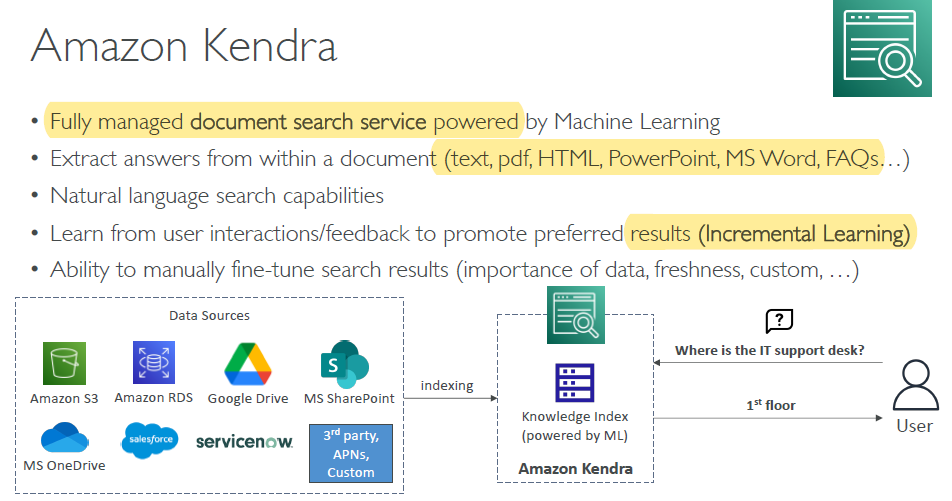 Amazon Kendra
• Fully managed document search service powered by Machine Learning
• Extract answers from within a document (text, pdf, HTML, PowerPoint, MS Word, FAQs…)
• Natural language search capabilities
• Learn from user interactions/feedback to promote preferred results (Incremental Learning)
• Ability to manually fine-tune search results (importance of data, freshness, custom, …)
Data Sources
Amazon S3
Amazon RDS
Google Drive
S
MS SharePoint
MS OneDrive
salesforce
servicenow.
3rd party,
APNs,
Custom
indexing
Knowledge Index
(powered by ML)
Amazon Kendra
?
Where is the IT support desk?
1st floor
User